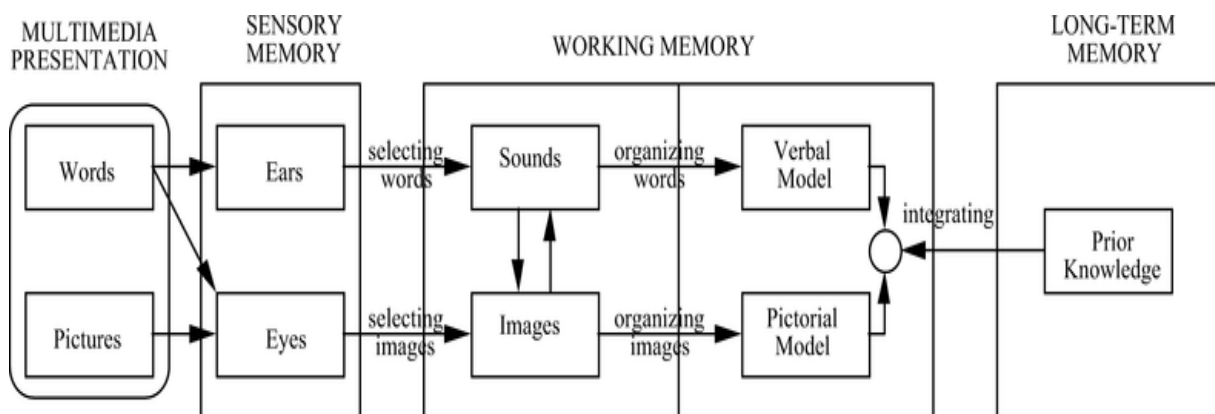 MULTIMEDIA
PRESENTATION
SENSORY
MEMORY
WORKING MEMORY
LONG-TERM
MEMORY
Words
Ears
selecting
words
Sounds
organizing
words
Verbal
Model
integrating
Prior
Knowledge
Pictures
Eyes
selecting
images
Images
organizing
images
Pictorial
Model